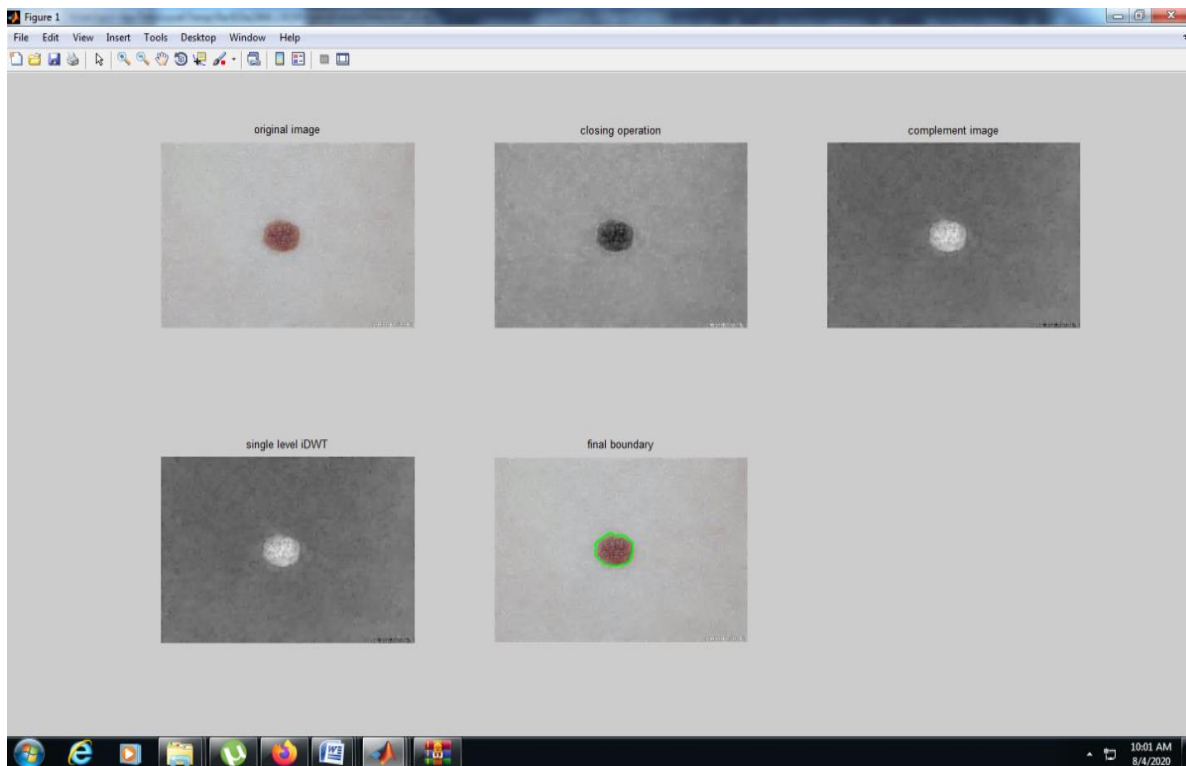 Figure 1
File Edit View Insert Tools Desktop Window Help
original image
closing operation
complement image
single level iDWT
final boundary
10:01 AM
8/4/2020